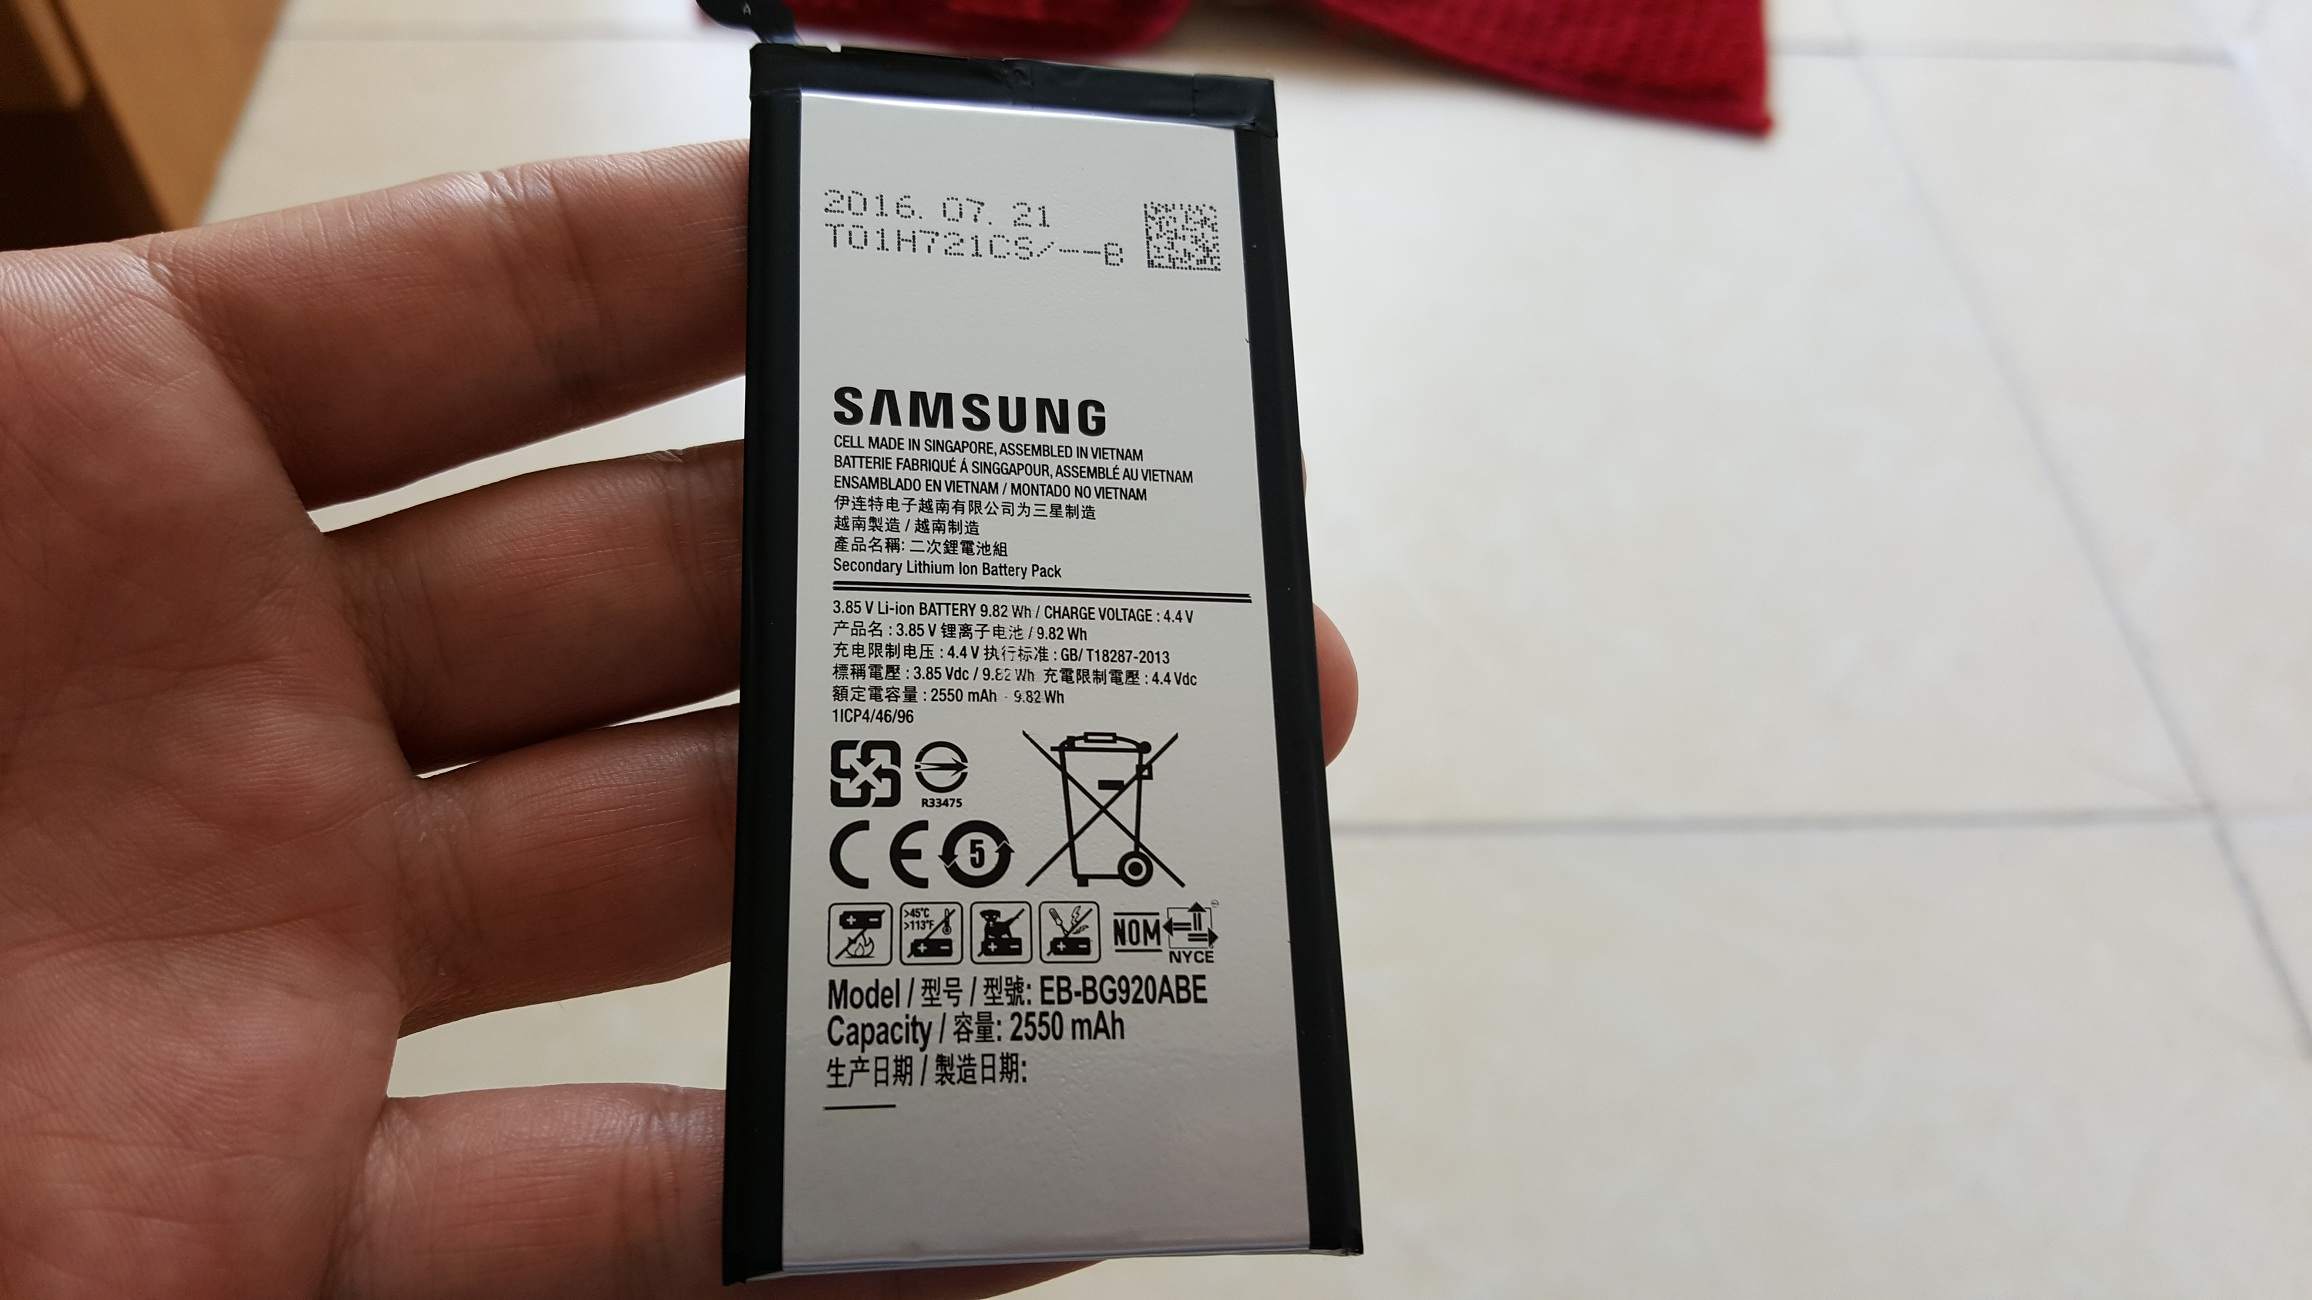 A
2016. 07. 21
T01H721CS/--B
SAMSUNG
CELL MADE IN SINGAPORE, ASSEMBLED IN VIETNAM
BATTERIE FABRIQUÉ Á SINGGAPOUR, ASSEMBLÉ AU VIETNAM
ENSAMBLADO EN VIETNAM / MONTADO NO VIETNAM
伊连特电子越南有限公司为三星制造
越南製造 / 越南制造
產品名稱: 二次鋰電池組
Secondary Lithium Ion Battery Pack
3.85 V Li-ion BATTERY 9.82 Wh / CHARGE VOLTAGE : 4.4 V
产品名 : 3.85 V 锂离子电池 / 9.82 Wh
充电限制电压 : 4.4 V 执行标准 : GB/ T18287-2013
標稱電壓 : 3.85 Vdc / 9.82 Wh 充電限制電壓 : 4.4 Vdc
額定電容量 : 2550 mAh · 9.82 Wh
1ICP4/46/96
R33475
CE 5
>45°C
>113°F
NOM
NYCE
Model / 型号 / 型號: EB-BG920ABE
Capacity / 容量: 2550 mAh
生产日期 / 製造日期: